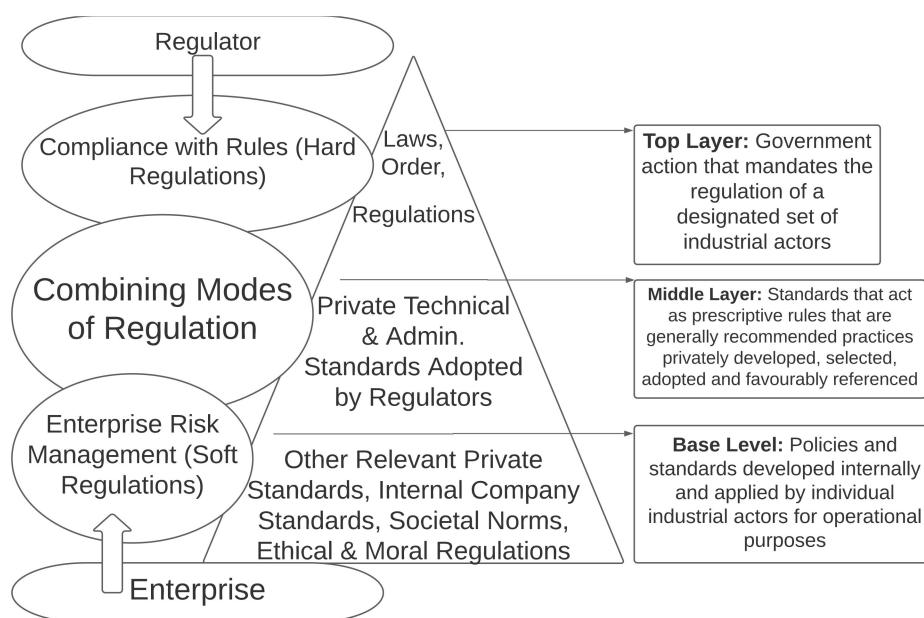 Regulator
Compliance with Rules (Hard
Regulations)
Combining Modes
of Regulation
Enterprise Risk
Management (Soft
Regulations)
Enterprise
Laws,
Order,
Regulations
Private Technical
& Admin.
Standards Adopted
by Regulators
Other Relevant Private
Standards, Internal Company
Standards, Societal Norms,
Ethical & Moral Regulations
Top Layer: Government
action that mandates the
regulation of a
designated set of
industrial actors
Middle Layer: Standards that act
as prescriptive rules that are
generally recommended practices
privately developed, selected,
adopted and favourably referenced
Base Level: Policies and
standards developed internally
and applied by individual
industrial actors for operational
purposes